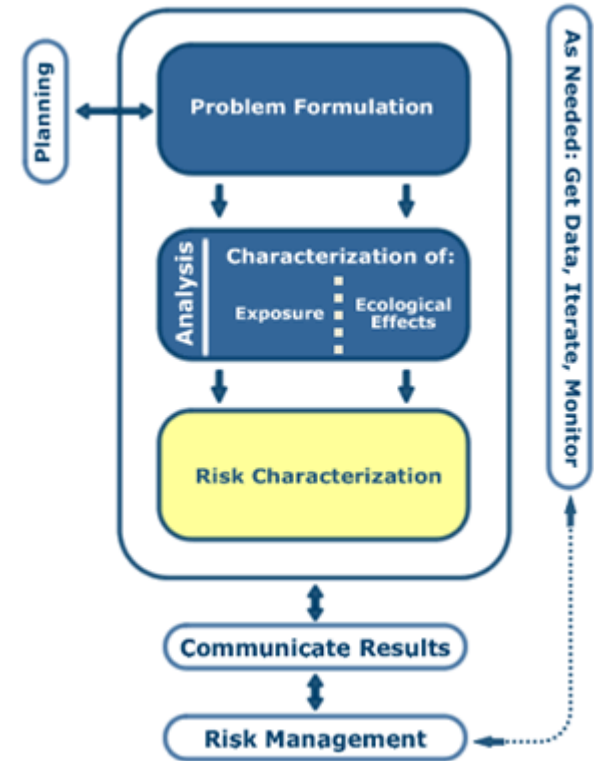 Planning
Problem Formulation
Analysis
Characterization of:
Exposure
Ecological
Effects
Risk Characterization
Communicate Results
Risk Management
As Needed: Get Data, Iterate, Monitor